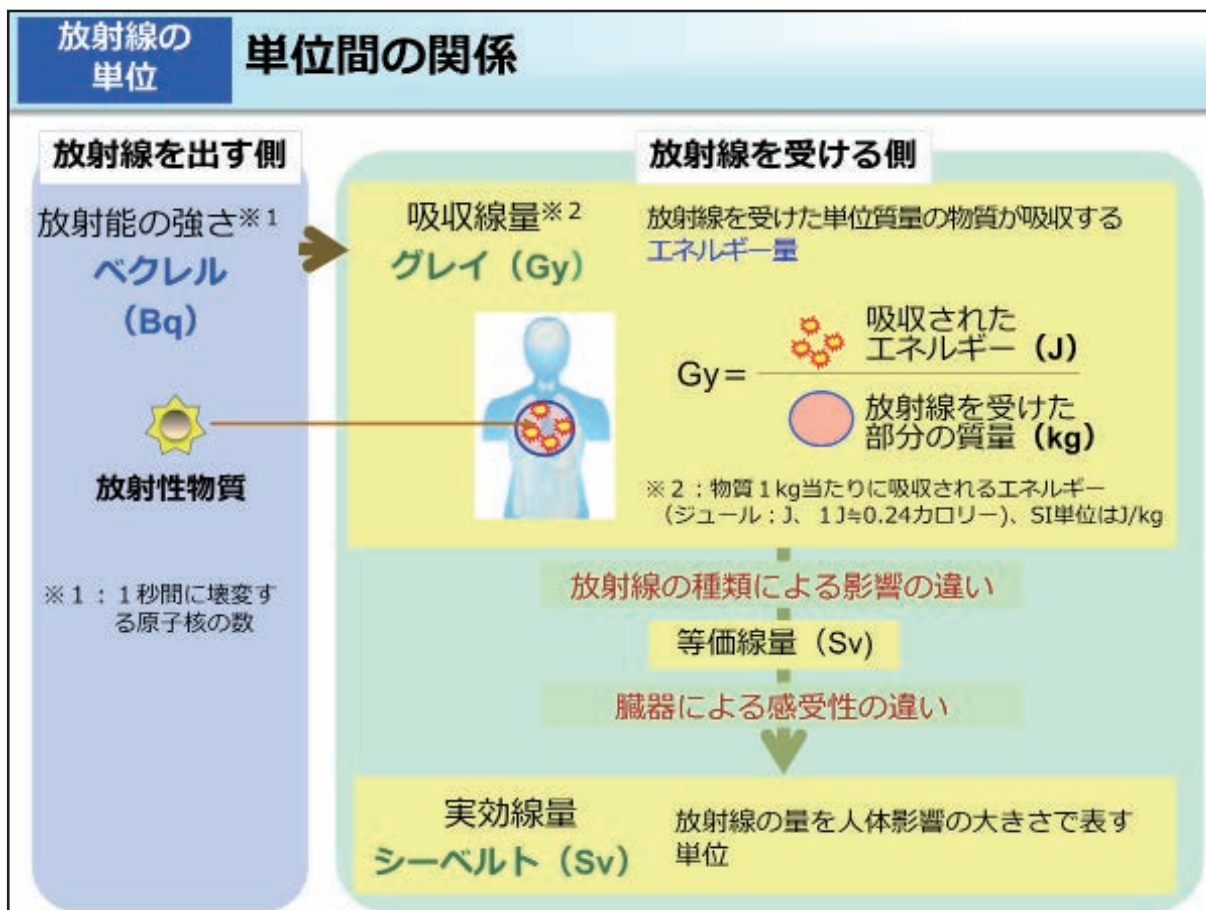 放射線の
単位
単位間の関係
放射線を出す側
放射能の強さ※1
ベクレル
（Bq）
放射性物質
※１：１秒間に壊変す
る原子核の数
放射線を受ける側
吸収線量※2
グレイ（Gy）
放射線を受けた単位質量の物質が吸収する
エネルギー量
Gy＝
吸収された
エネルギー（J）
放射線を受けた
部分の質量（kg）
※２：物質１kg当たりに吸収されるエネルギー
（ジュール：J、１J≒0.24カロリー)、SI単位はJ/kg
放射線の種類による影響の違い
等価線量（Sv)
臓器による感受性の違い
実効線量
シーベルト（Sv）
放射線の量を人体影響の大きさで表す
単位